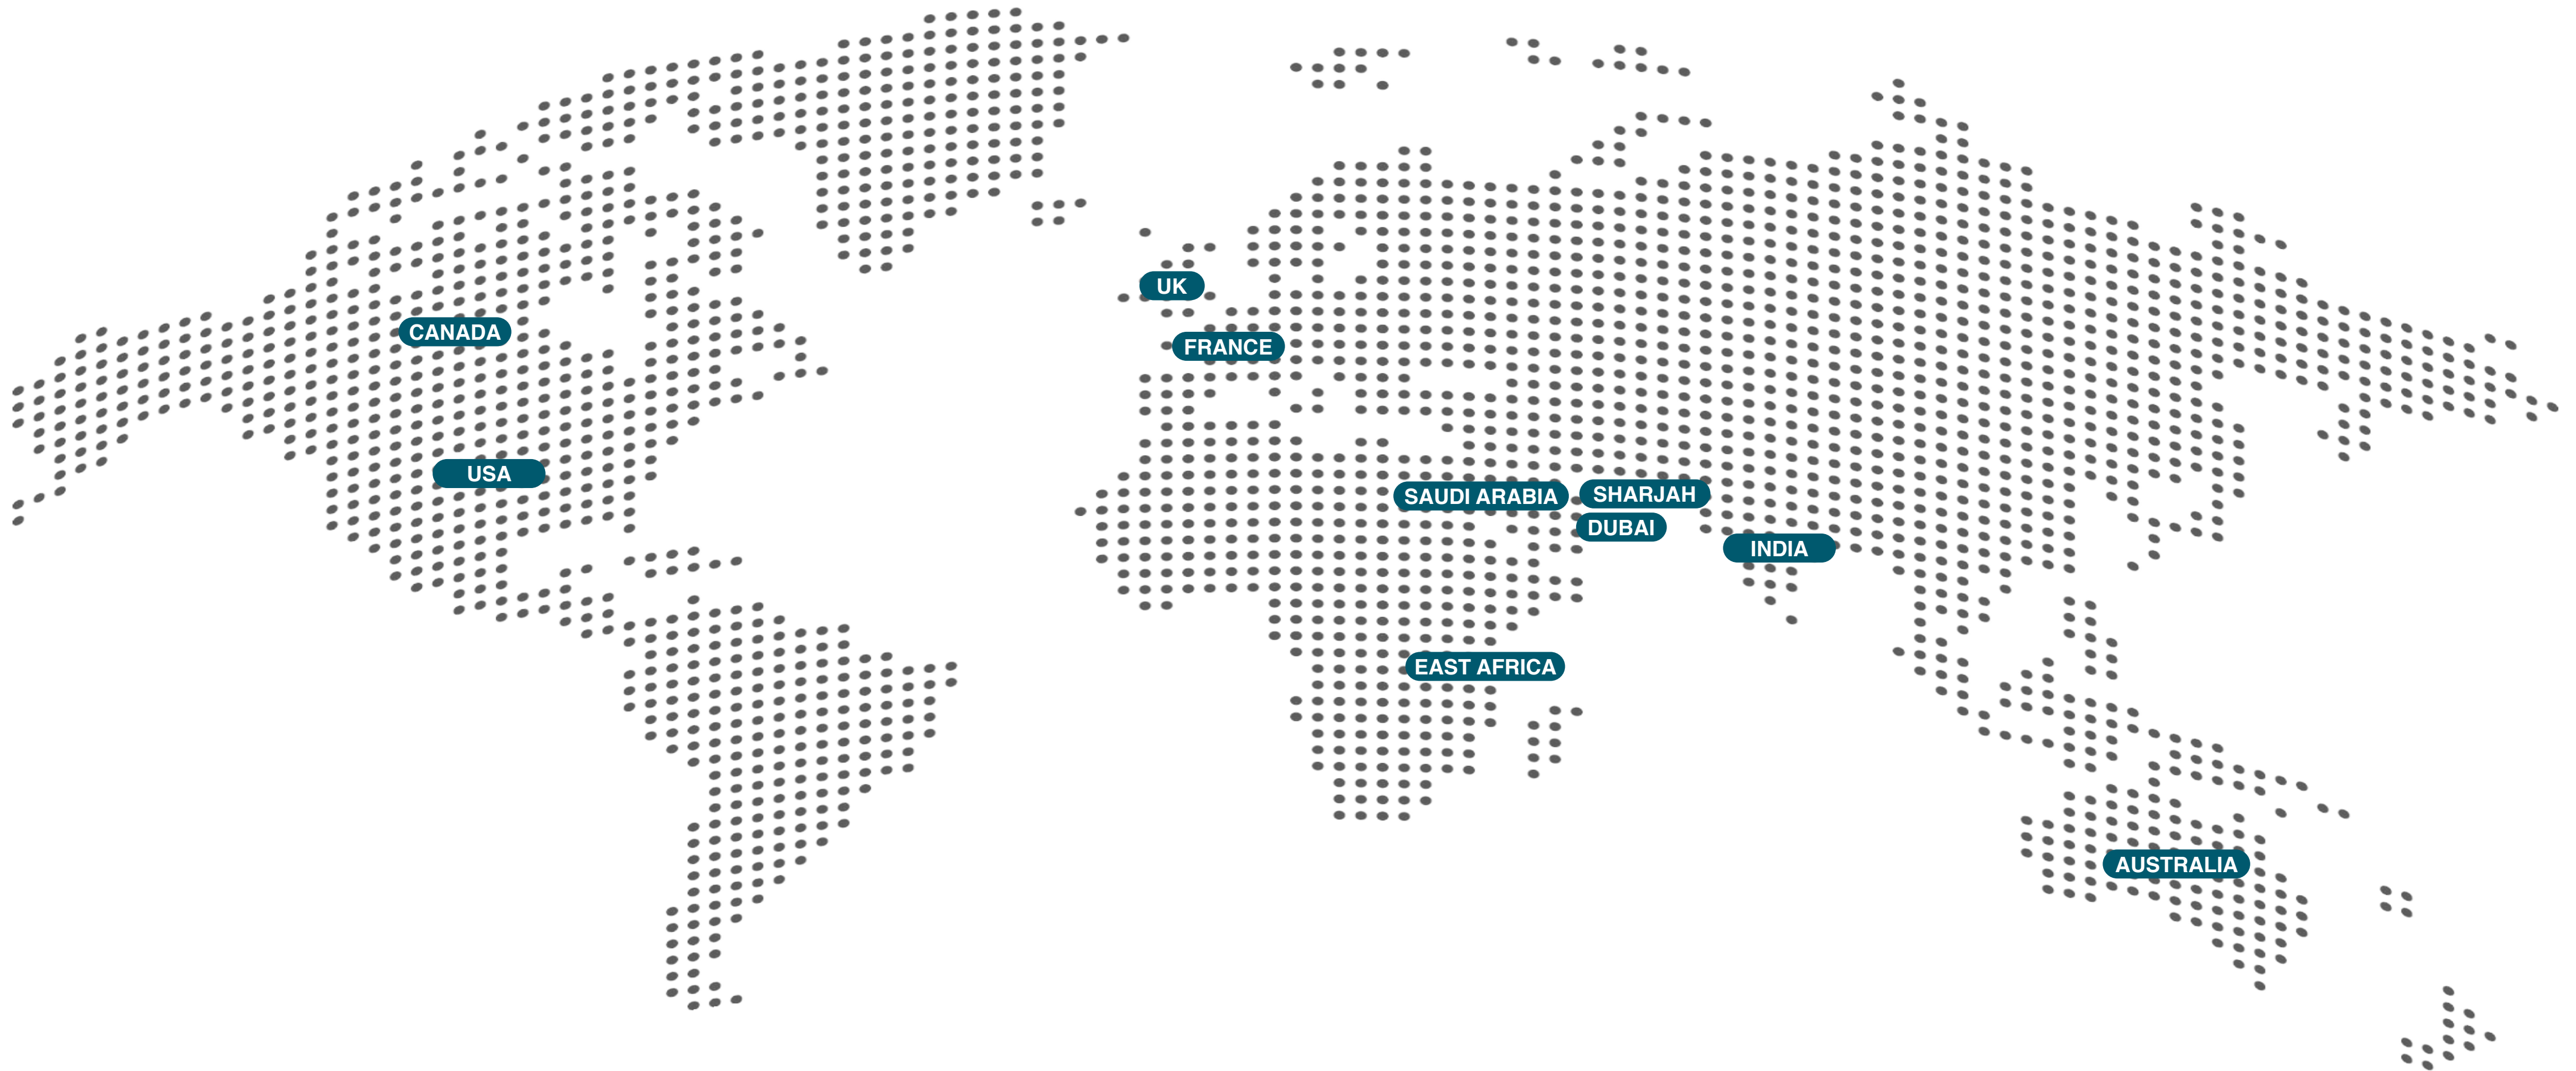 UK
CANADA
FRANCE
USA
SAUDI ARABIA
SHARJAH
DUBAI
INDIA
EAST AFRICA
AUSTRALIA